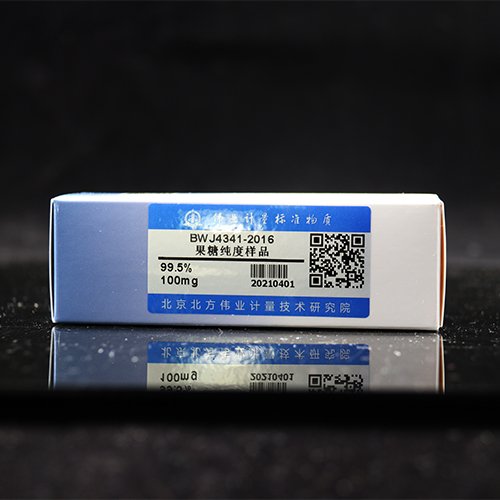 伟业计量标准物质
BWJ4341-2016
果糖纯度样品
99.5%
100mg
20210401
北京北方伟业计量技术研究院